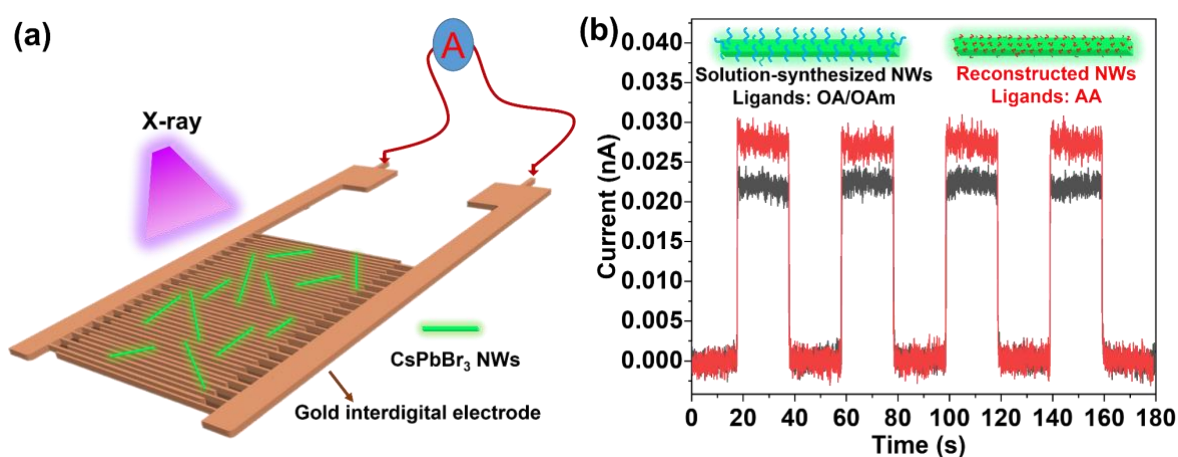 (a)
A
X-ray
CsPbBr₃ NWs
Gold interdigital electrode
(b)
Solution-synthesized NWs
Ligands: OA/OAm
Reconstructed NWs
Ligands: AA
Current (nA)
0.040
0.035
0.030
0.025
0.020
0.015
0.010
0.005
0.000
0 20 40 60 80 100 120 140 160 180
Time (s)